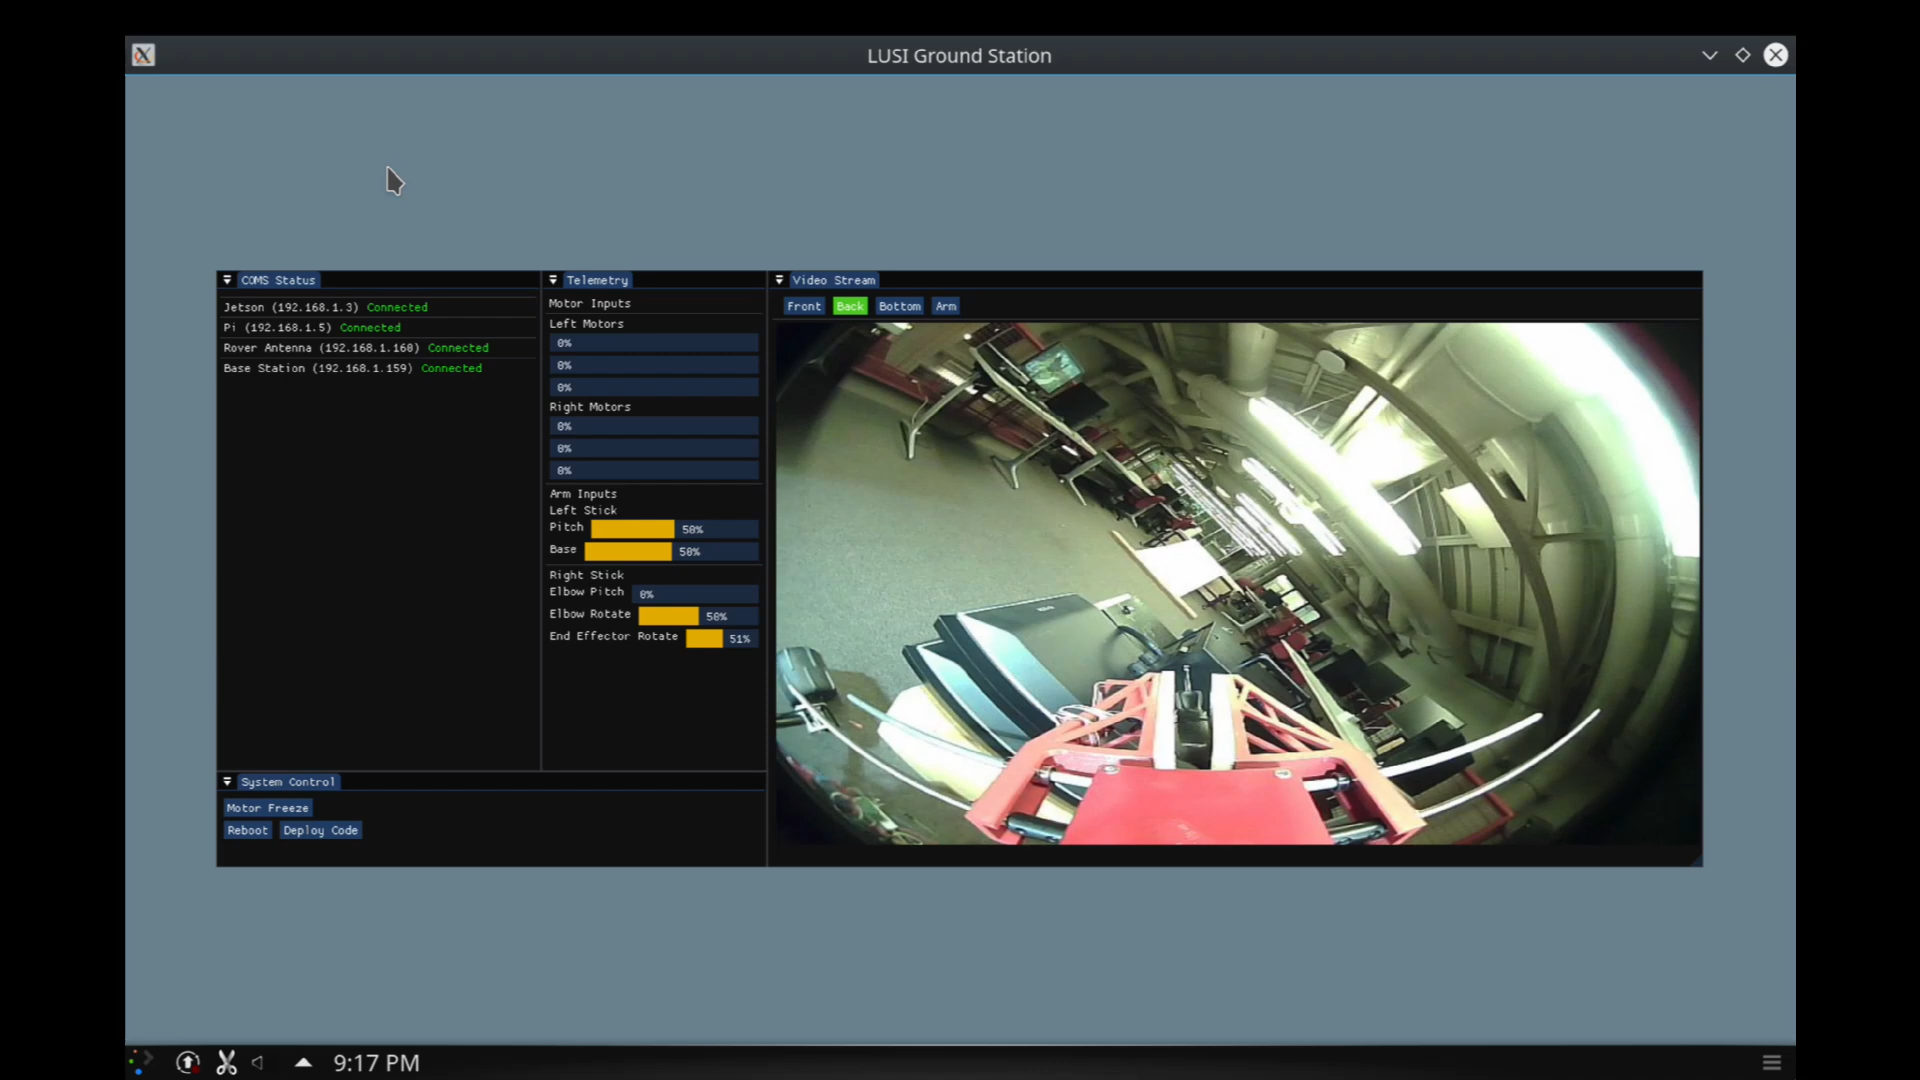 LUSI Ground Station
COMS Status
Jetson (192.168.1.3) Connected
Pi (192.168.1.5) Connected
Rover Antenna (192.168.1.160) Connected
Base Station (192.168.1.159) Connected
Telemetry
Motor Inputs
Left Motors
0%
0%
0%
Right Motors
0%
0%
0%
Arm Inputs
Left Stick
Pitch 50%
Base 50%
Right Stick
Elbow Pitch 0%
Elbow Rotate 50%
End Effector Rotate 51%
Video Stream
Front Back Bottom Arm
System Control
Motor Freeze
Reboot Deploy Code
9:17 PM